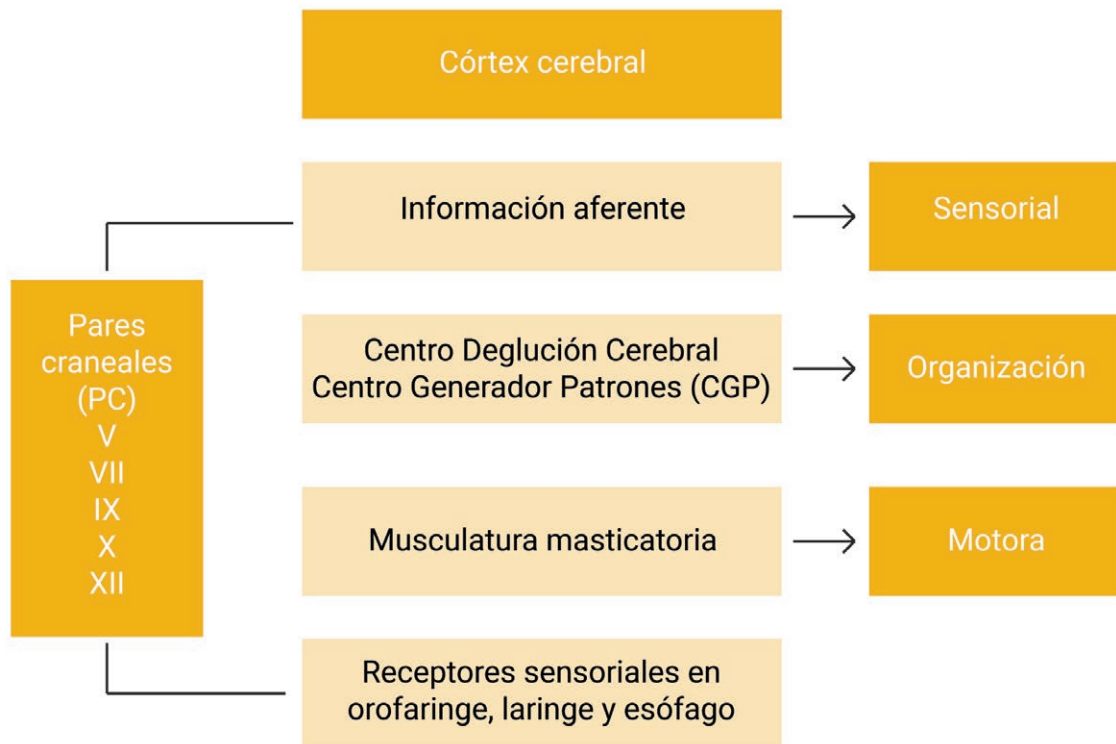 Córtex cerebral
Información aferente
Sensorial
Pares
craneales
(PC)
V
VII
IX
X
XII
Centro Deglución Cerebral
Centro Generador Patrones (CGP)
Organización
Musculatura masticatoria
Motora
Receptores sensoriales en
orofaringe, laringe y esófago